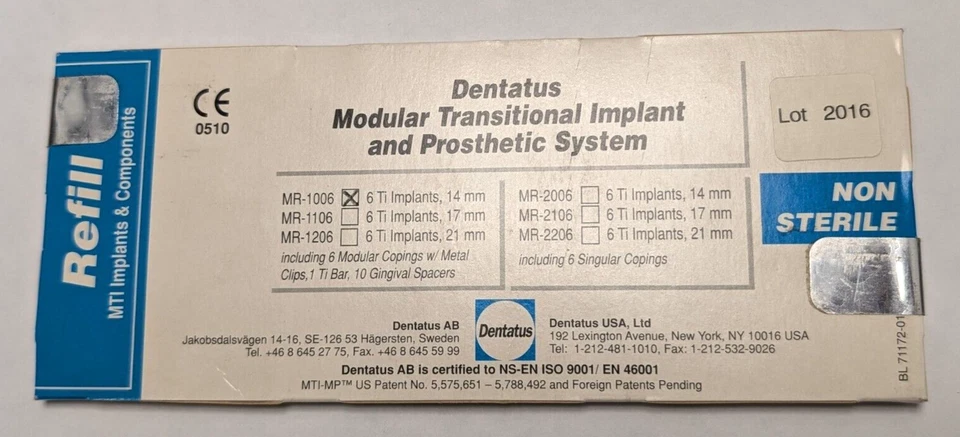 Refill
MTI Implants & Components
CE
0510
Dentatus
Modular Transitional Implant
and Prosthetic System
Lot 2016
NON
STERILE
MR-1006 ☒ 6 Ti Implants, 14 mm
MR-1106 ☐ 6 Ti Implants, 17 mm
MR-1206 ☐ 6 Ti Implants, 21 mm
including 6 Modular Copings w/ Metal
Clips,1 Ti Bar, 10 Gingival Spacers
MR-2006 ☐ 6 Ti Implants, 14 mm
MR-2106 ☐ 6 Ti Implants, 17 mm
MR-2206 ☐ 6 Ti Implants, 21 mm
including 6 Singular Copings
Dentatus AB
Jakobsdalsvägen 14-16, SE-126 53 Hägersten, Sweden
Tel. +46 8 645 27 75, Fax. +46 8 645 59 99
Dentatus
Dentatus USA, Ltd
192 Lexington Avenue, New York, NY 10016 USA
Tel: 1-212-481-1010, Fax: 1-212-532-9026
Dentatus AB is certified to NS-EN ISO 9001/ EN 46001
MTI-MP™ US Patent No. 5,575,651 – 5,788,492 and Foreign Patents Pending
BL 71172-01